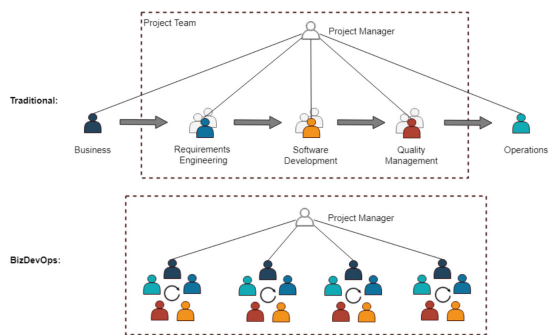 Project Team
Project Manager
Traditional:
Business
Requirements
Engineering
Software
Development
Quality
Management
Operations
Project Manager
BizDevOps: